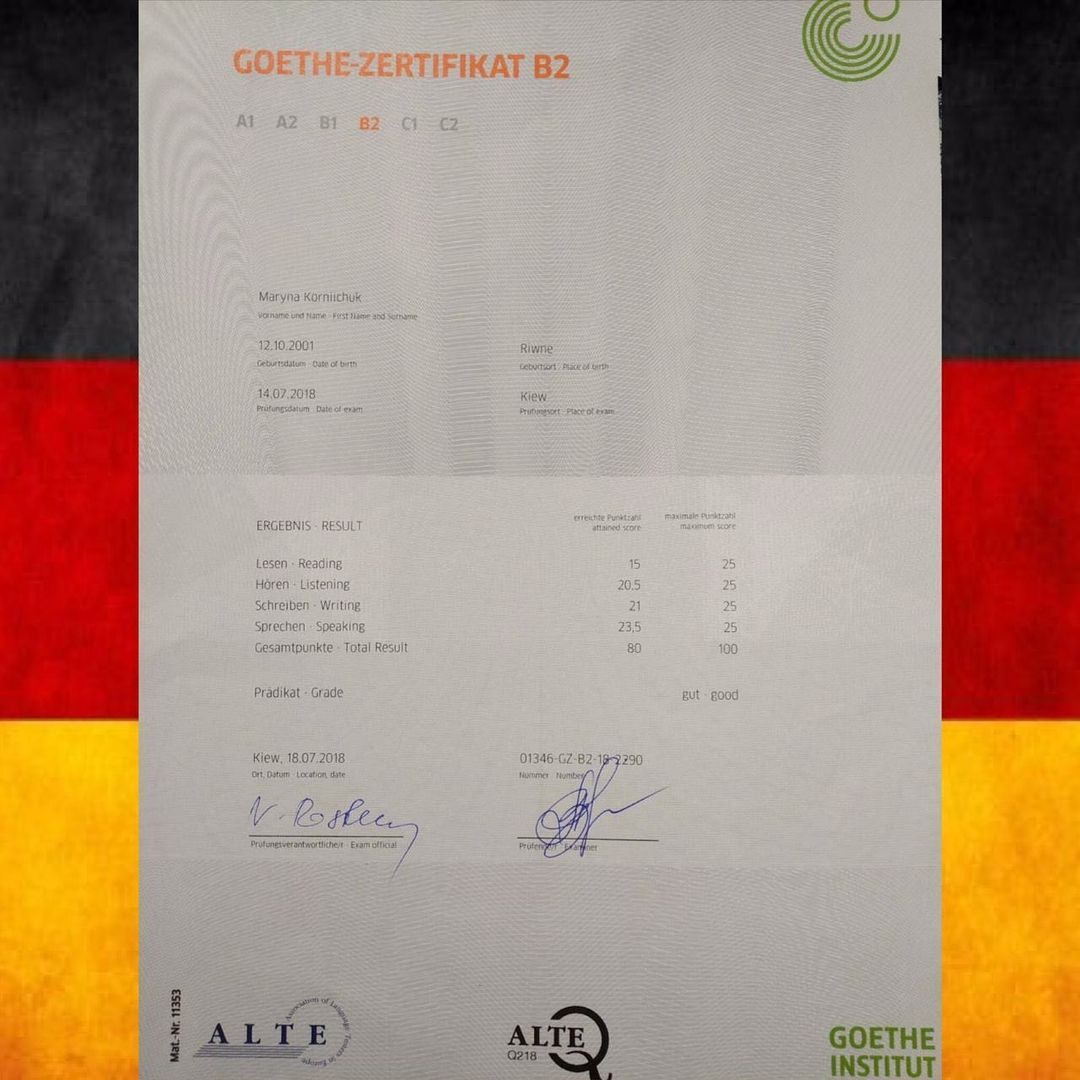 GOETHE-ZERTIFIKAT B2
A1 A2 B1 B2 C1 C2
Maryna Korniichuk
Vorname und Name · First Name and Surname
12.10.2001 Riwne
Geburtsdatum · Date of birth Geburtsort · Place of birth
14.07.2018 Kiew
Prüfungsdatum · Date of exam Prüfungsort · Place of exam
ERGEBNIS · RESULT erreichte Punktzahl maximale Punktzahl
attained score maximum score
Lesen · Reading 15 25
Hören · Listening 20,5 25
Schreiben · Writing 21 25
Sprechen · Speaking 23,5 25
Gesamtpunkte · Total Result 80 100
Prädikat · Grade gut · good
Kiew, 18.07.2018 01346-GZ-B2-18-2290
Ort, Datum · Location, date Nummer · Number
Prüfungsverantwortliche/r · Exam official Prüfende/r · Examiner
Mat.-Nr. 11353
ALTE
Association of Language Testers in Europe
ALTE
Q218
GOETHE
INSTITUT